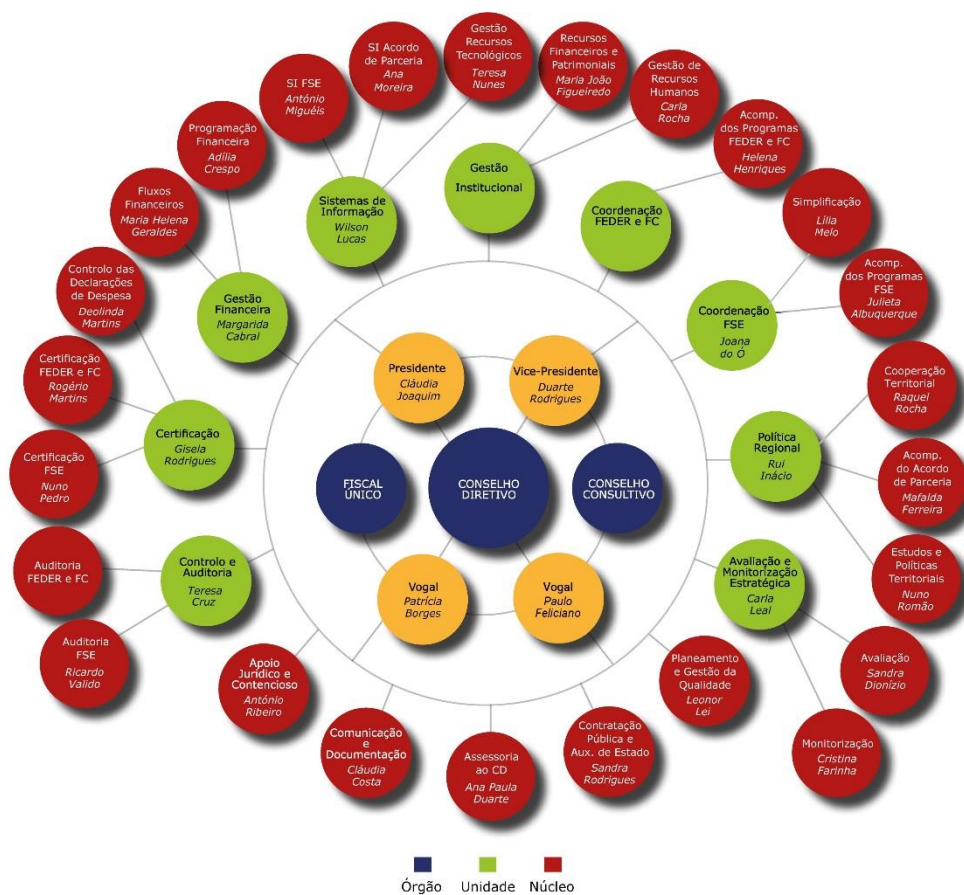 Gestão
Recursos
Tecnológicos
Teresa
Nunes
Recursos
Financeiros e
Patrimoniais
Maria João
Figueiredo
SI Acordo
de Parceria
Ana
Moreira
Gestão de
Recursos
Humanos
Carla
Rocha
SI FSE
António
Miguéis
Acomp.
dos Programas
FEDER e FC
Helena
Henriques
Programação
Financeira
Adília
Crespo
Gestão
Institucional
Sistemas de
Informação
Wilson
Lucas
Coordenação
FEDER e FC
Simplificação
Lília
Melo
Fluxos
Financeiros
Maria Helena
Geraldes
Acomp.
dos Programas
FSE
Julieta
Albuquerque
Controlo das
Declarações
de Despesa
Deolinda
Martins
Gestão
Financeira
Margarida
Cabral
Coordenação
FSE
Joana
do Ó
Certificação
FEDER e FC
Rogério
Martins
Presidente
Cláudia
Joaquim
Vice-Presidente
Duarte
Rodrigues
Cooperação
Territorial
Raquel
Rocha
Certificação
Gisela
Rodrigues
Política
Regional
Rui
Inácio
Certificação
FSE
Nuno
Pedro
FISCAL
ÚNICO
CONSELHO
DIRETIVO
CONSELHO
CONSULTIVO
Acomp.
do Acordo
de Parceria
Mafalda
Ferreira
Auditoria
FEDER e FC
Controlo e
Auditoria
Teresa
Cruz
Vogal
Patrícia
Borges
Vogal
Paulo
Feliciano
Avaliação e
Monitorização
Estratégica
Carla
Leal
Estudos e
Políticas
Territoriais
Nuno
Romão
Auditoria
FSE
Ricardo
Valido
Apoio
Jurídico e
Contencioso
António
Ribeiro
Planeamento
e Gestão da
Qualidade
Leonor
Lei
Avaliação
Sandra
Dionízio
Comunicação
e
Documentação
Cláudia
Costa
Assessoria
ao CD
Ana Paula
Duarte
Contratação
Pública e
Aux. de Estado
Sandra
Rodrigues
Monitorização
Cristina
Farinha
Órgão
Unidade
Núcleo